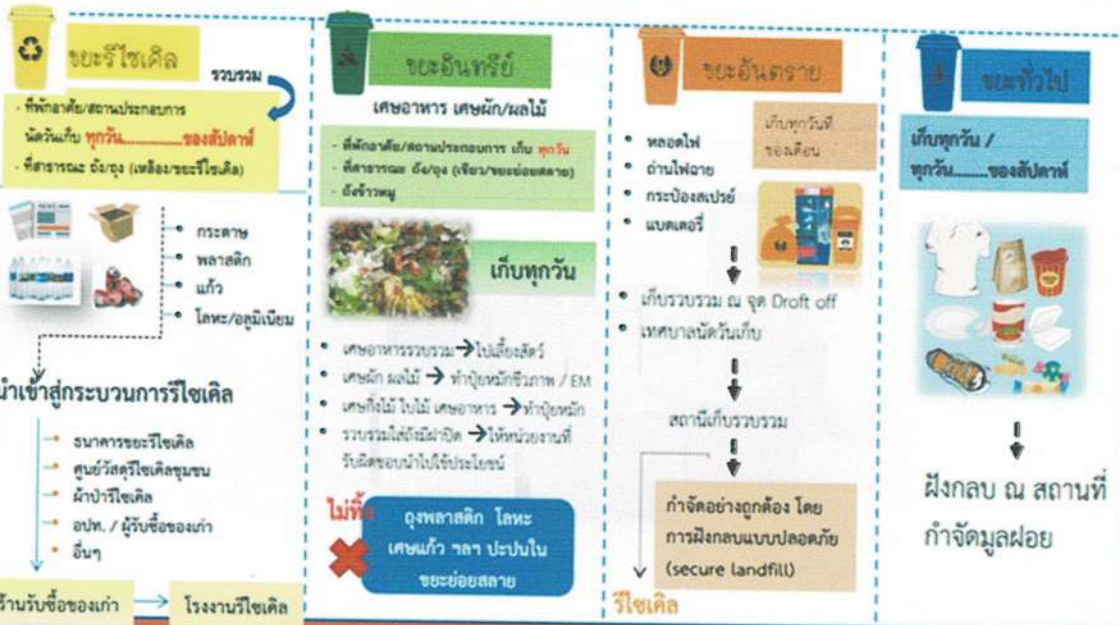 ขยะรีไซเคิล
รวบรวม
- ที่พักอาศัย/สถานประกอบการ
นัดวันเก็บ ทุกวัน..............ของสัปดาห์
- ที่สาธารณะ ถัง/ถุง (เหลือง/ขยะรีไซเคิล)
• กระดาษ
• พลาสติก
• แก้ว
• โลหะ/อลูมิเนียม
นำเข้าสู่กระบวนการรีไซเคิล
ธนาคารขยะรีไซเคิล
ศูนย์วัสดุรีไซเคิลชุมชน
ผ้าป่ารีไซเคิล
อปท. / ผู้รับซื้อของเก่า
อื่นๆ
ร้านรับซื้อของเก่า → โรงงานรีไซเคิล
ขยะอินทรีย์
เศษอาหาร เศษผัก/ผลไม้
- ที่พักอาศัย/สถานประกอบการ เก็บ ทุกวัน
- ที่สาธารณะ ถัง/ถุง (เขียว/ขยะย่อยสลาย)
- ถังข้าวหมู
เก็บทุกวัน
• เศษอาหารรวบรวม → ไปเลี้ยงสัตว์
• เศษผัก ผลไม้ → ทำปุ๋ยหมักชีวภาพ / EM
• เศษกิ่งไม้ ใบไม้ เศษอาหาร → ทำปุ๋ยหมัก
• รวบรวมใส่ถังมีฝาปิด → ให้หน่วยงานที่
รับผิดชอบนำไปใช้ประโยชน์
ไม่ทิ้ง
ถุงพลาสติก โลหะ
เศษแก้ว ฯลฯ ปะปนใน
ขยะย่อยสลาย
ขยะอันตราย
เก็บทุกวันที่
ของเดือน
• หลอดไฟ
• ถ่านไฟฉาย
• กระป๋องสเปรย์
• แบตเตอรี่
• เก็บรวบรวม ณ จุด Droft off
• เทศบาลนัดวันเก็บ
สถานีเก็บรวบรวม
กำจัดอย่างถูกต้อง โดย
การฝังกลบแบบปลอดภัย
(secure landfill)
รีไซเคิล
ขยะทั่วไป
เก็บทุกวัน /
ทุกวัน........ของสัปดาห์
ฝังกลบ ณ สถานที่
กำจัดมูลฝอย